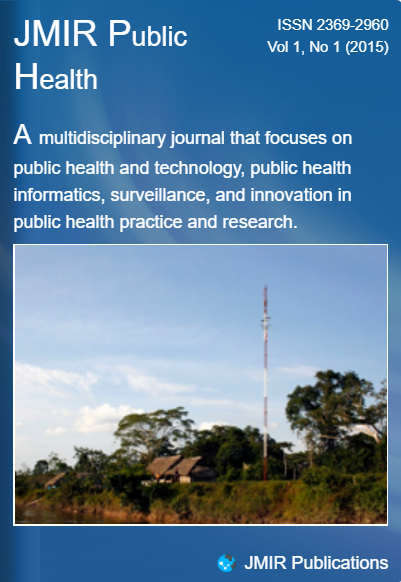 JMIR Public
Health
ISSN 2369-2960
Vol 1, No 1 (2015)
A multidisciplinary journal that focuses on
public health and technology, public health
informatics, surveillance, and innovation in
public health practice and research.
JMIR Publications